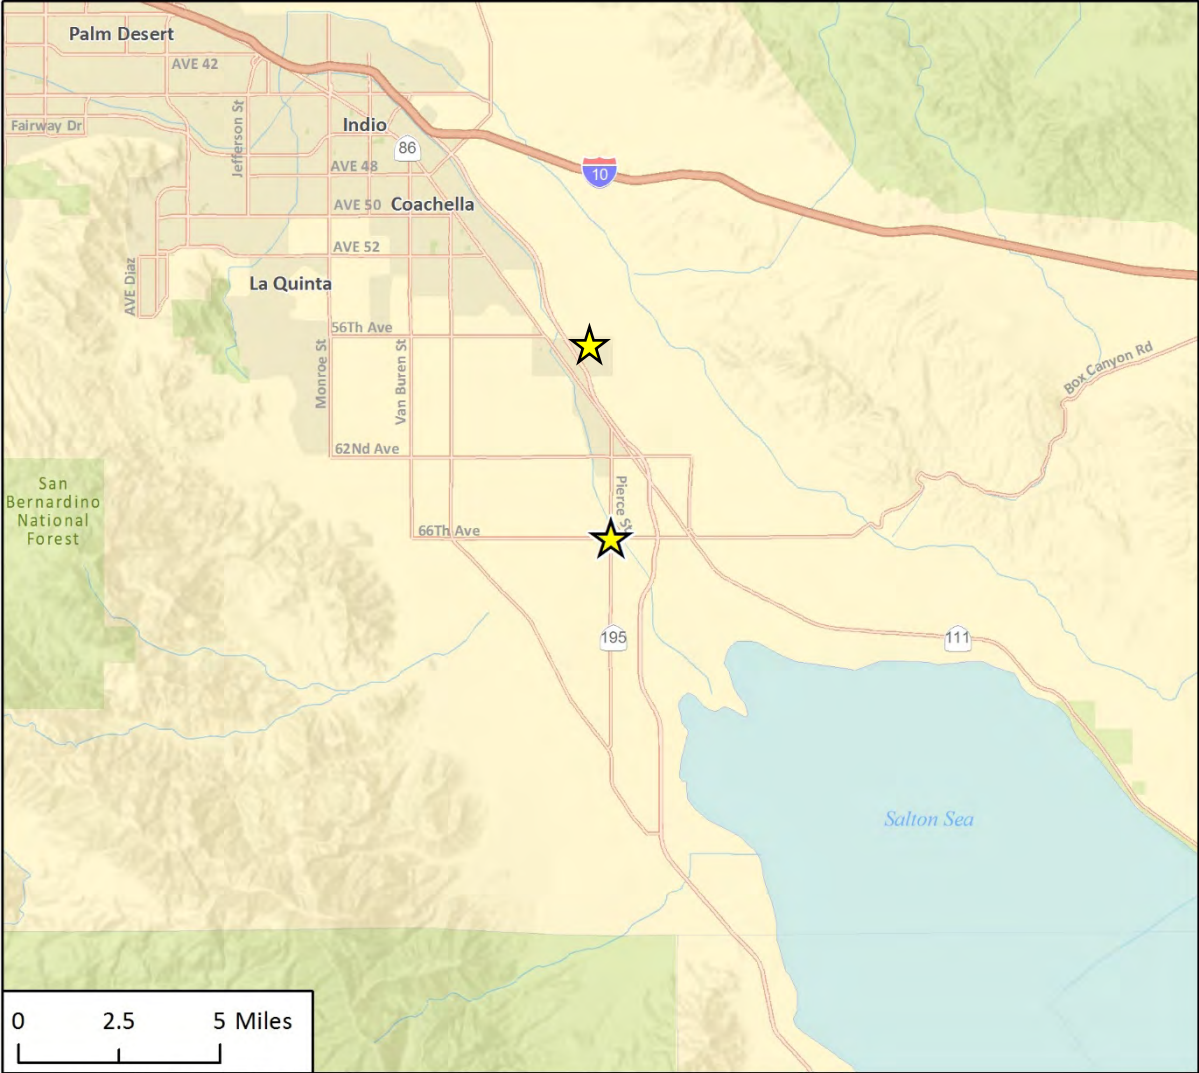 Palm Desert
AVE 42
Fairway Dr
Jefferson St
Indio
86
AVE 48
10
AVE 50
Coachella
AVE 52
AVE Diaz
La Quinta
56Th Ave
Monroe St
Van Buren St
Box Canyon Rd
62Nd Ave
San
Bernardino
National
Forest
Pierce St
66Th Ave
195
111
Salton Sea
0 2.5 5 Miles